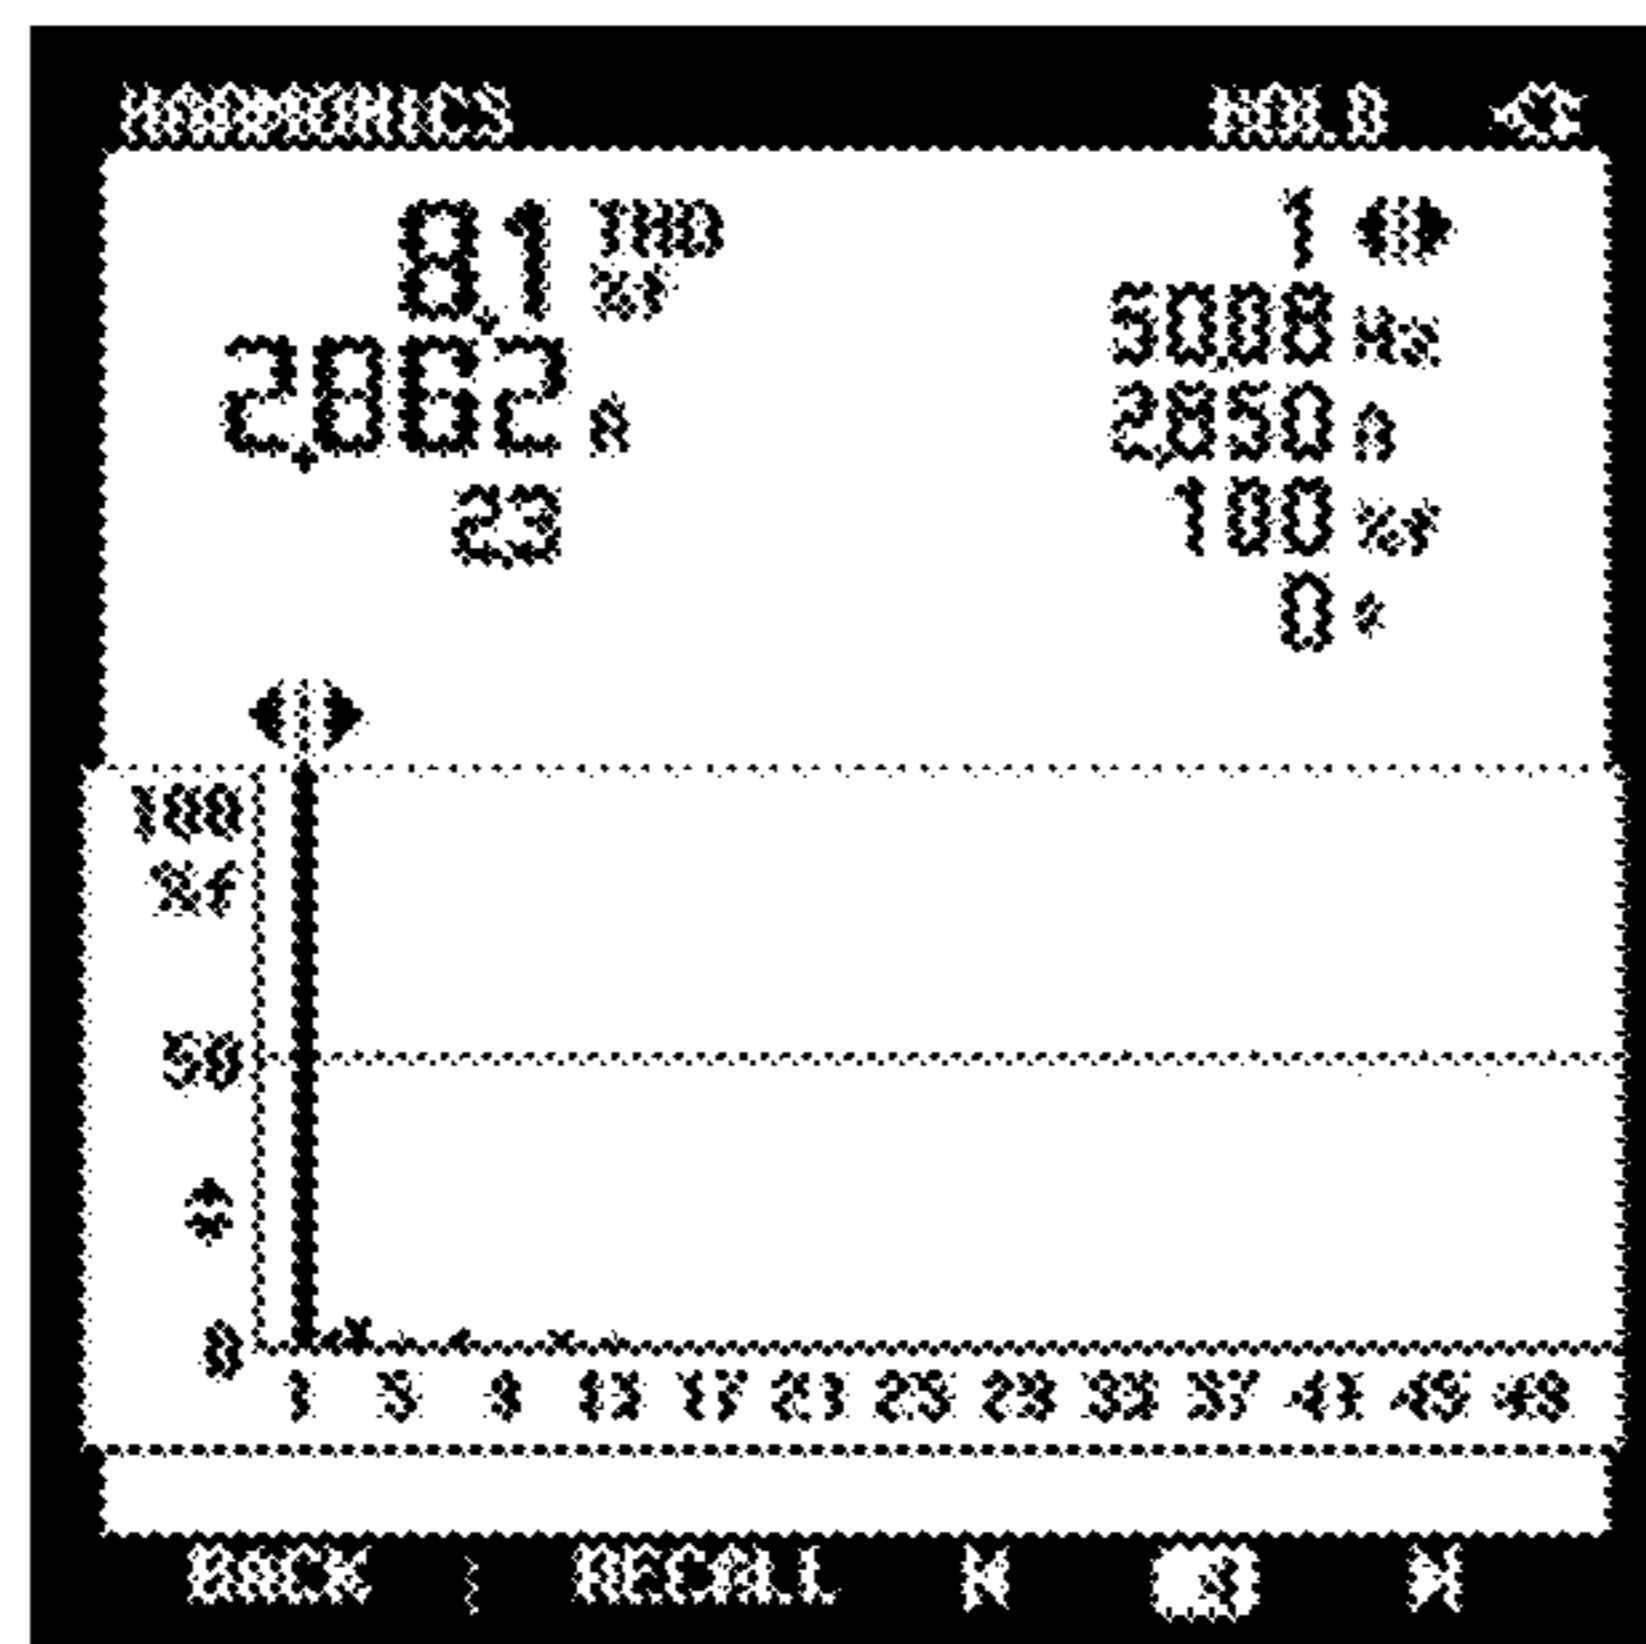 HARMONICS HOLD
8.1 THD %f
2.862 A
23
1
50.08 Hz
2.850 A
100 %f
0 °
100
%f
50
0
1 5 9 13 17 21 25 29 33 37 41 45 49
BACK RECALL